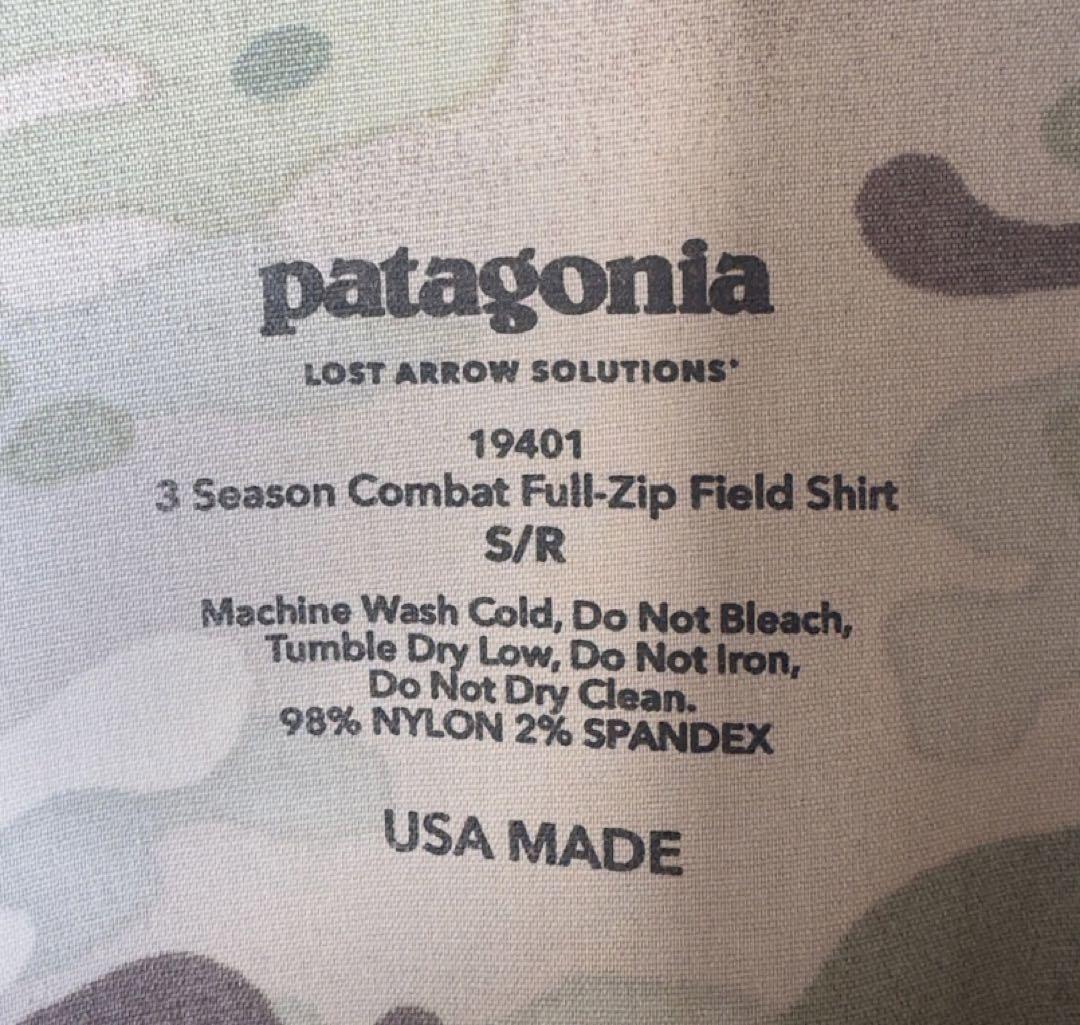 patagonia
LOST ARROW SOLUTIONS®
19401
3 Season Combat Full-Zip Field Shirt
S/R
Machine Wash Cold, Do Not Bleach,
Tumble Dry Low, Do Not Iron,
Do Not Dry Clean.
98% NYLON 2% SPANDEX
USA MADE